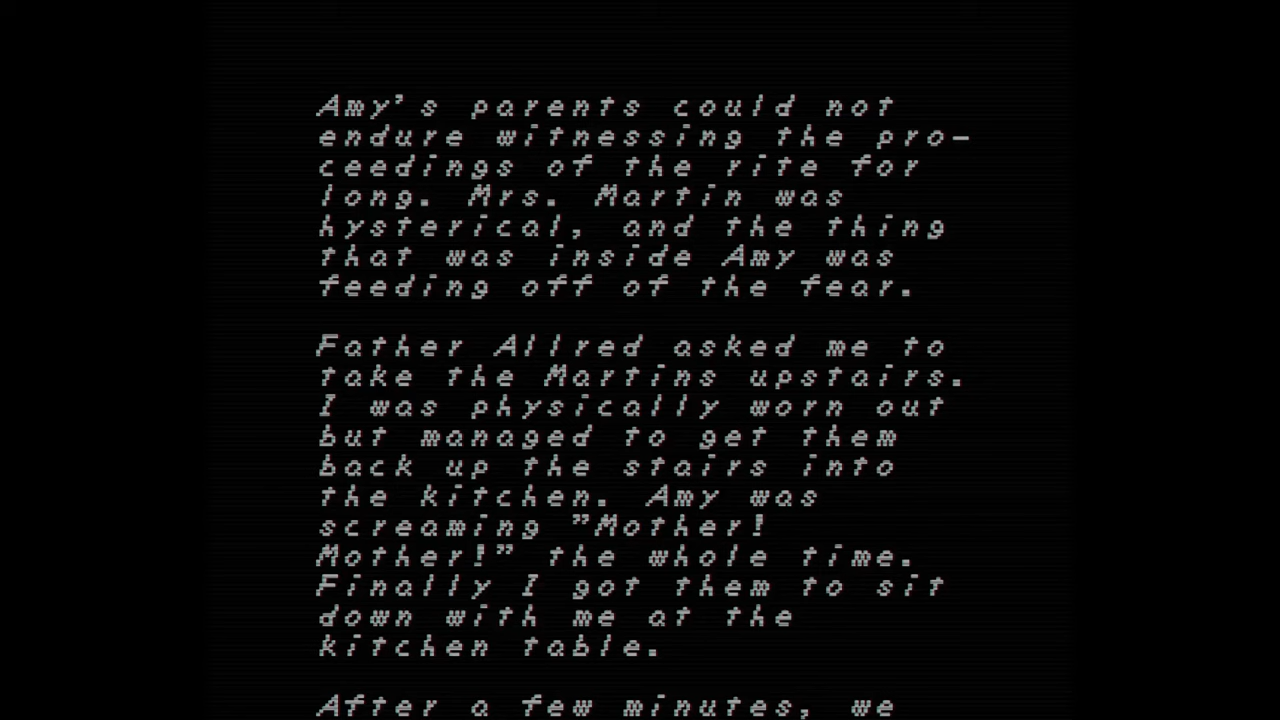 Amy's parents could not
endure witnessing the pro-
ceedings of the rite for
long. Mrs. Martin was
hysterical, and the thing
that was inside Amy was
feeding off of the fear.
Father Allred asked me to
take the Martins upstairs.
I was physically worn out
but managed to get them
back up the stairs into
the kitchen. Amy was
screaming "Mother!
Mother!" the whole time.
Finally I got them to sit
down with me at the
kitchen table.
After a few minutes, we